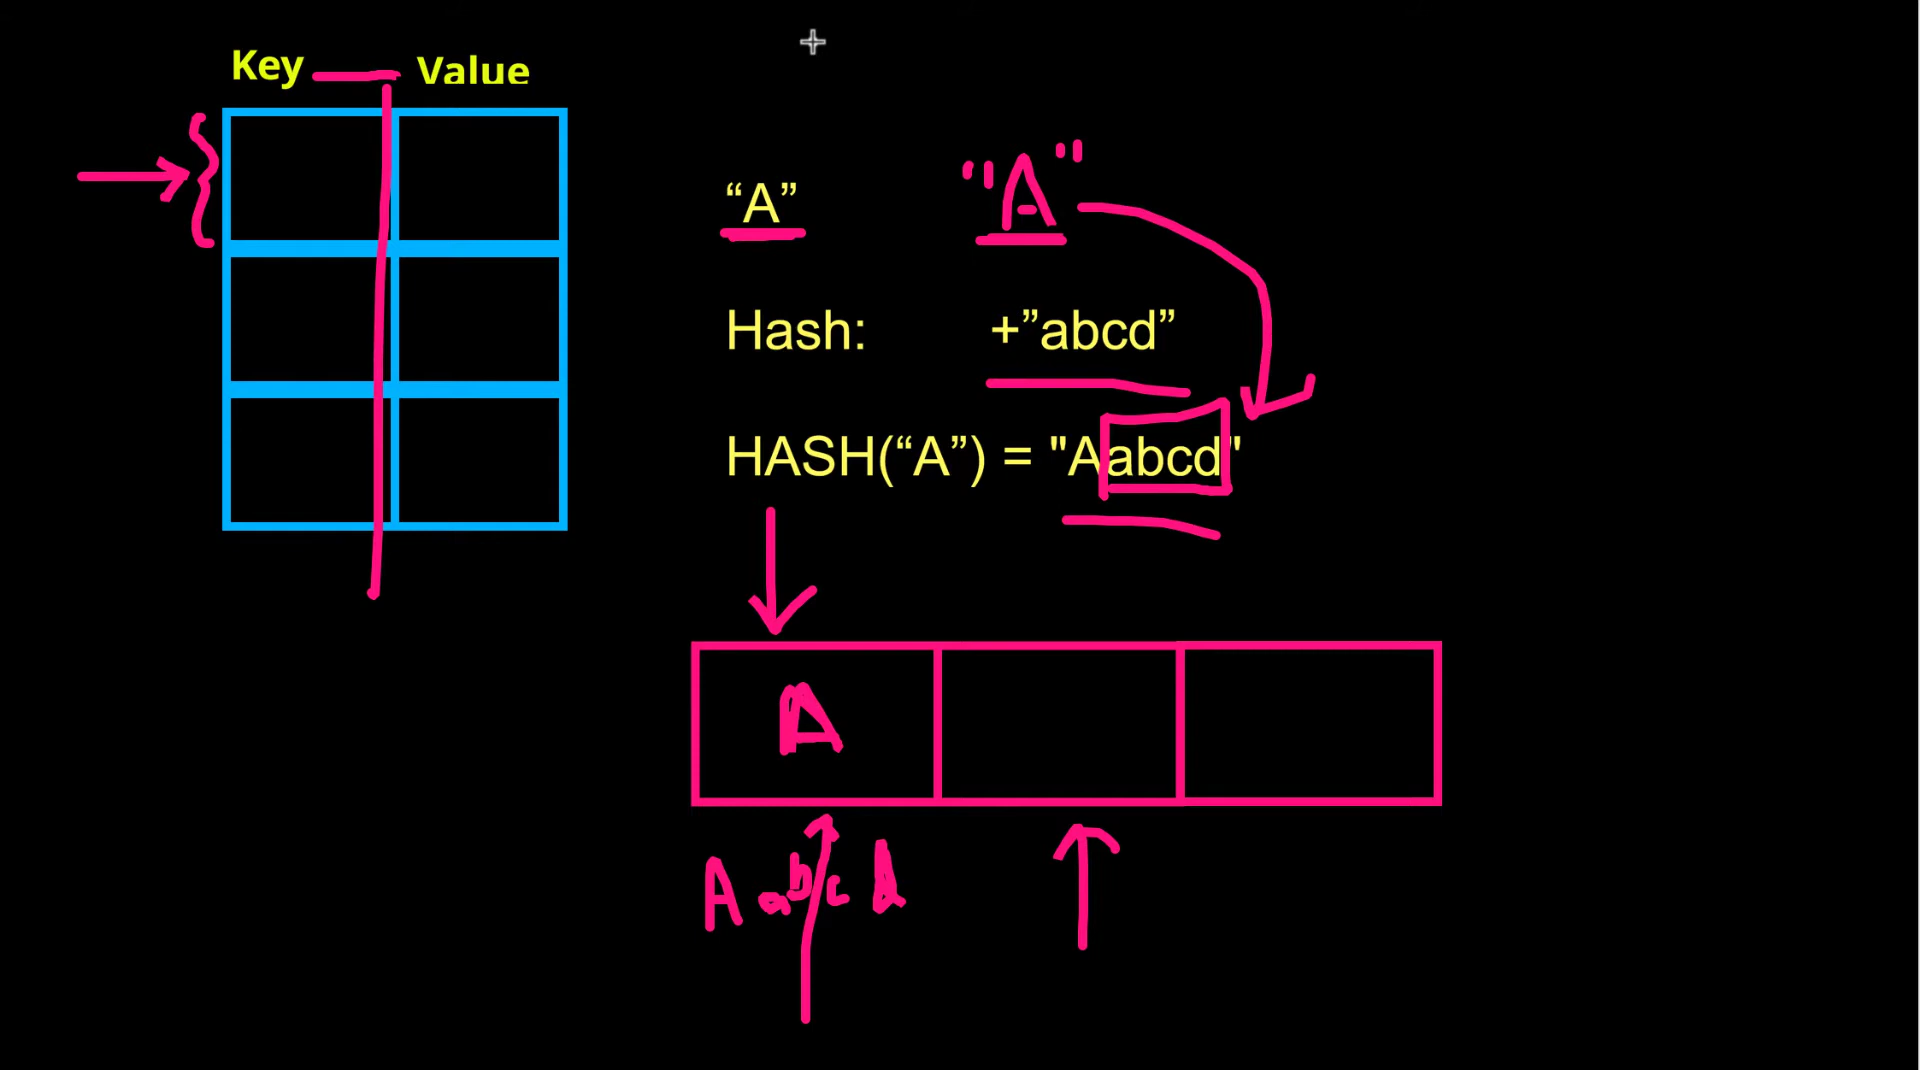 Key Value
“A” "A"
Hash: +”abcd”
HASH(“A”) = "Aabcd"
A
A a b c d